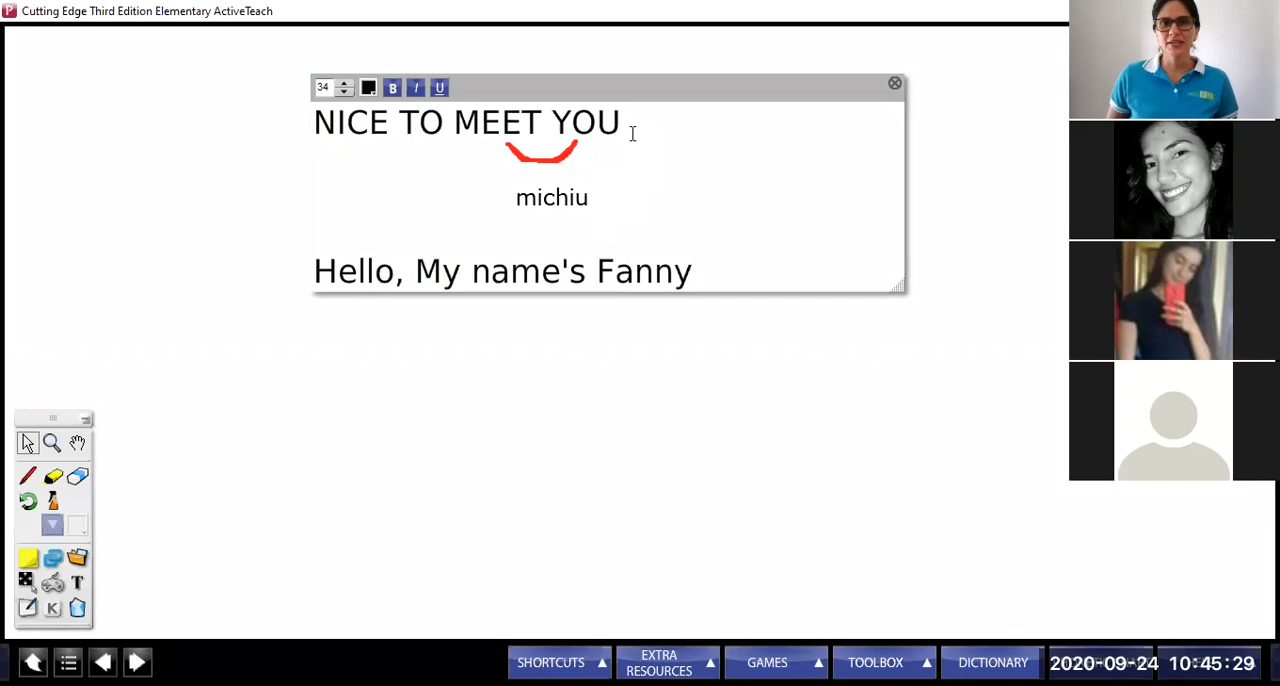 Cutting Edge Third Edition Elementary ActiveTeach
34 B I U
NICE TO MEET YOU
michiu
Hello, My name's Fanny
T
K
SHORTCUTS
EXTRA
RESOURCES
GAMES
TOOLBOX
DICTIONARY
2020-09-24 10:45:29